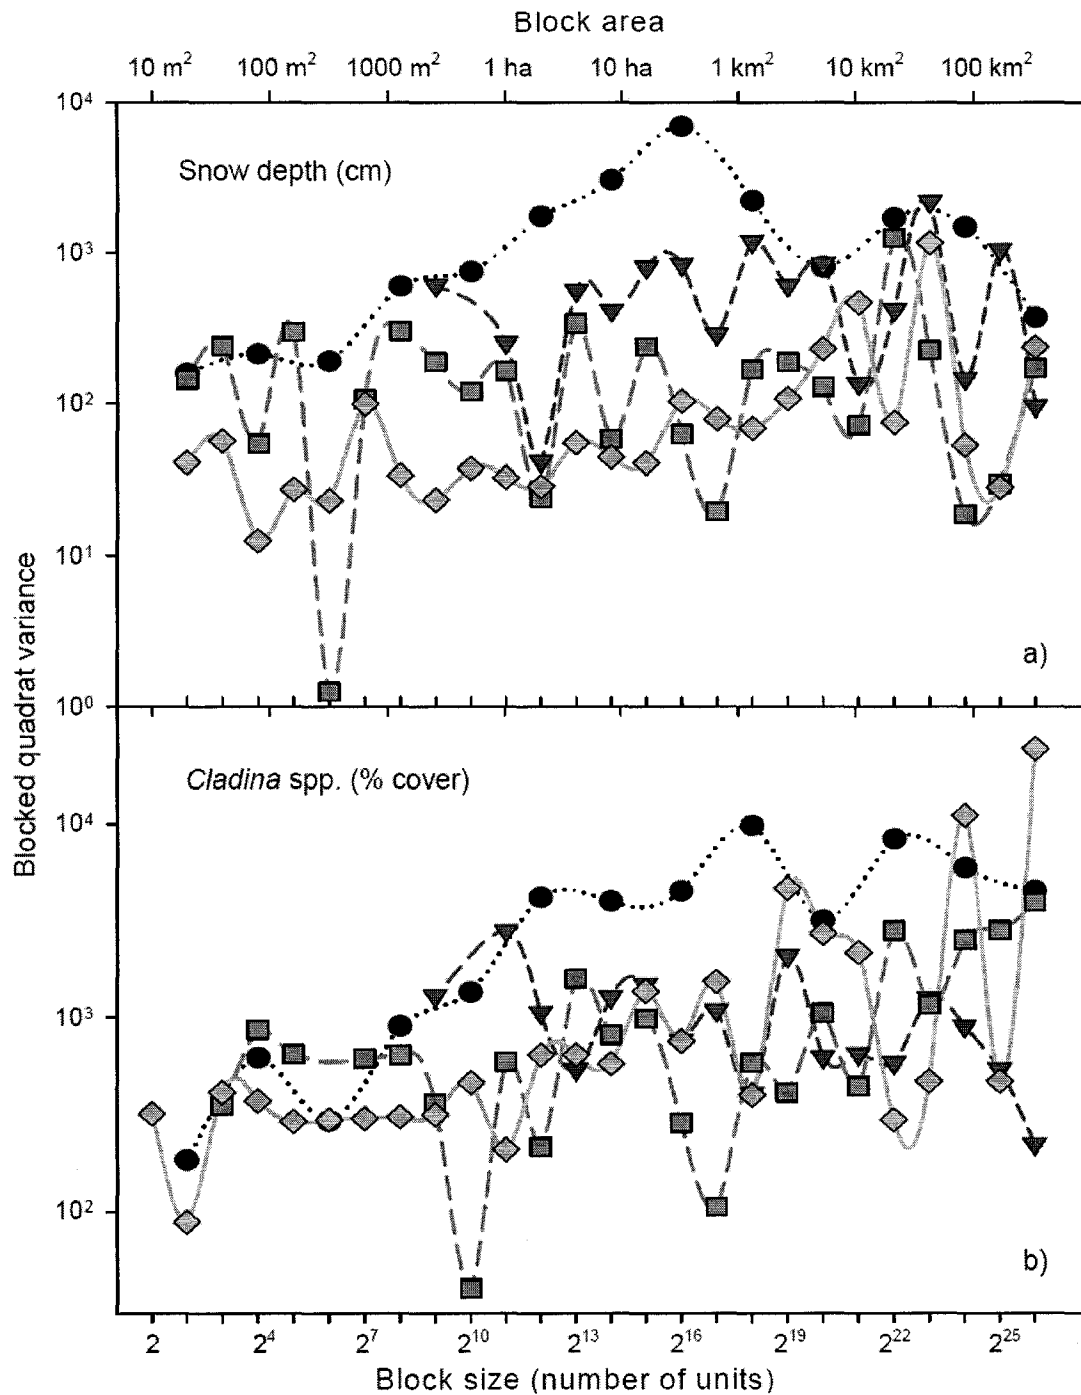 Block area
10 m² 100 m² 1000 m² 1 ha 10 ha 1 km² 10 km² 100 km²
10⁴
Snow depth (cm)
10³
10²
10¹
a)
10⁰
Blocked quadrat variance
Cladina spp. (% cover)
10⁴
10³
10²
b)
2 2⁴ 2⁷ 2¹⁰ 2¹³ 2¹⁶ 2¹⁹ 2²² 2²⁵
Block size (number of units)